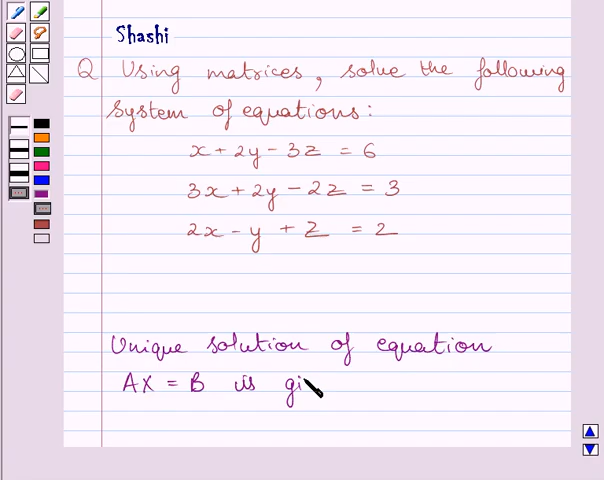 Shashi
Q Using matrices, solve the following
system of equations:
x + 2y - 3z = 6
3x + 2y - 2z = 3
2x - y + z = 2
Unique solution of equation
AX = B is gi